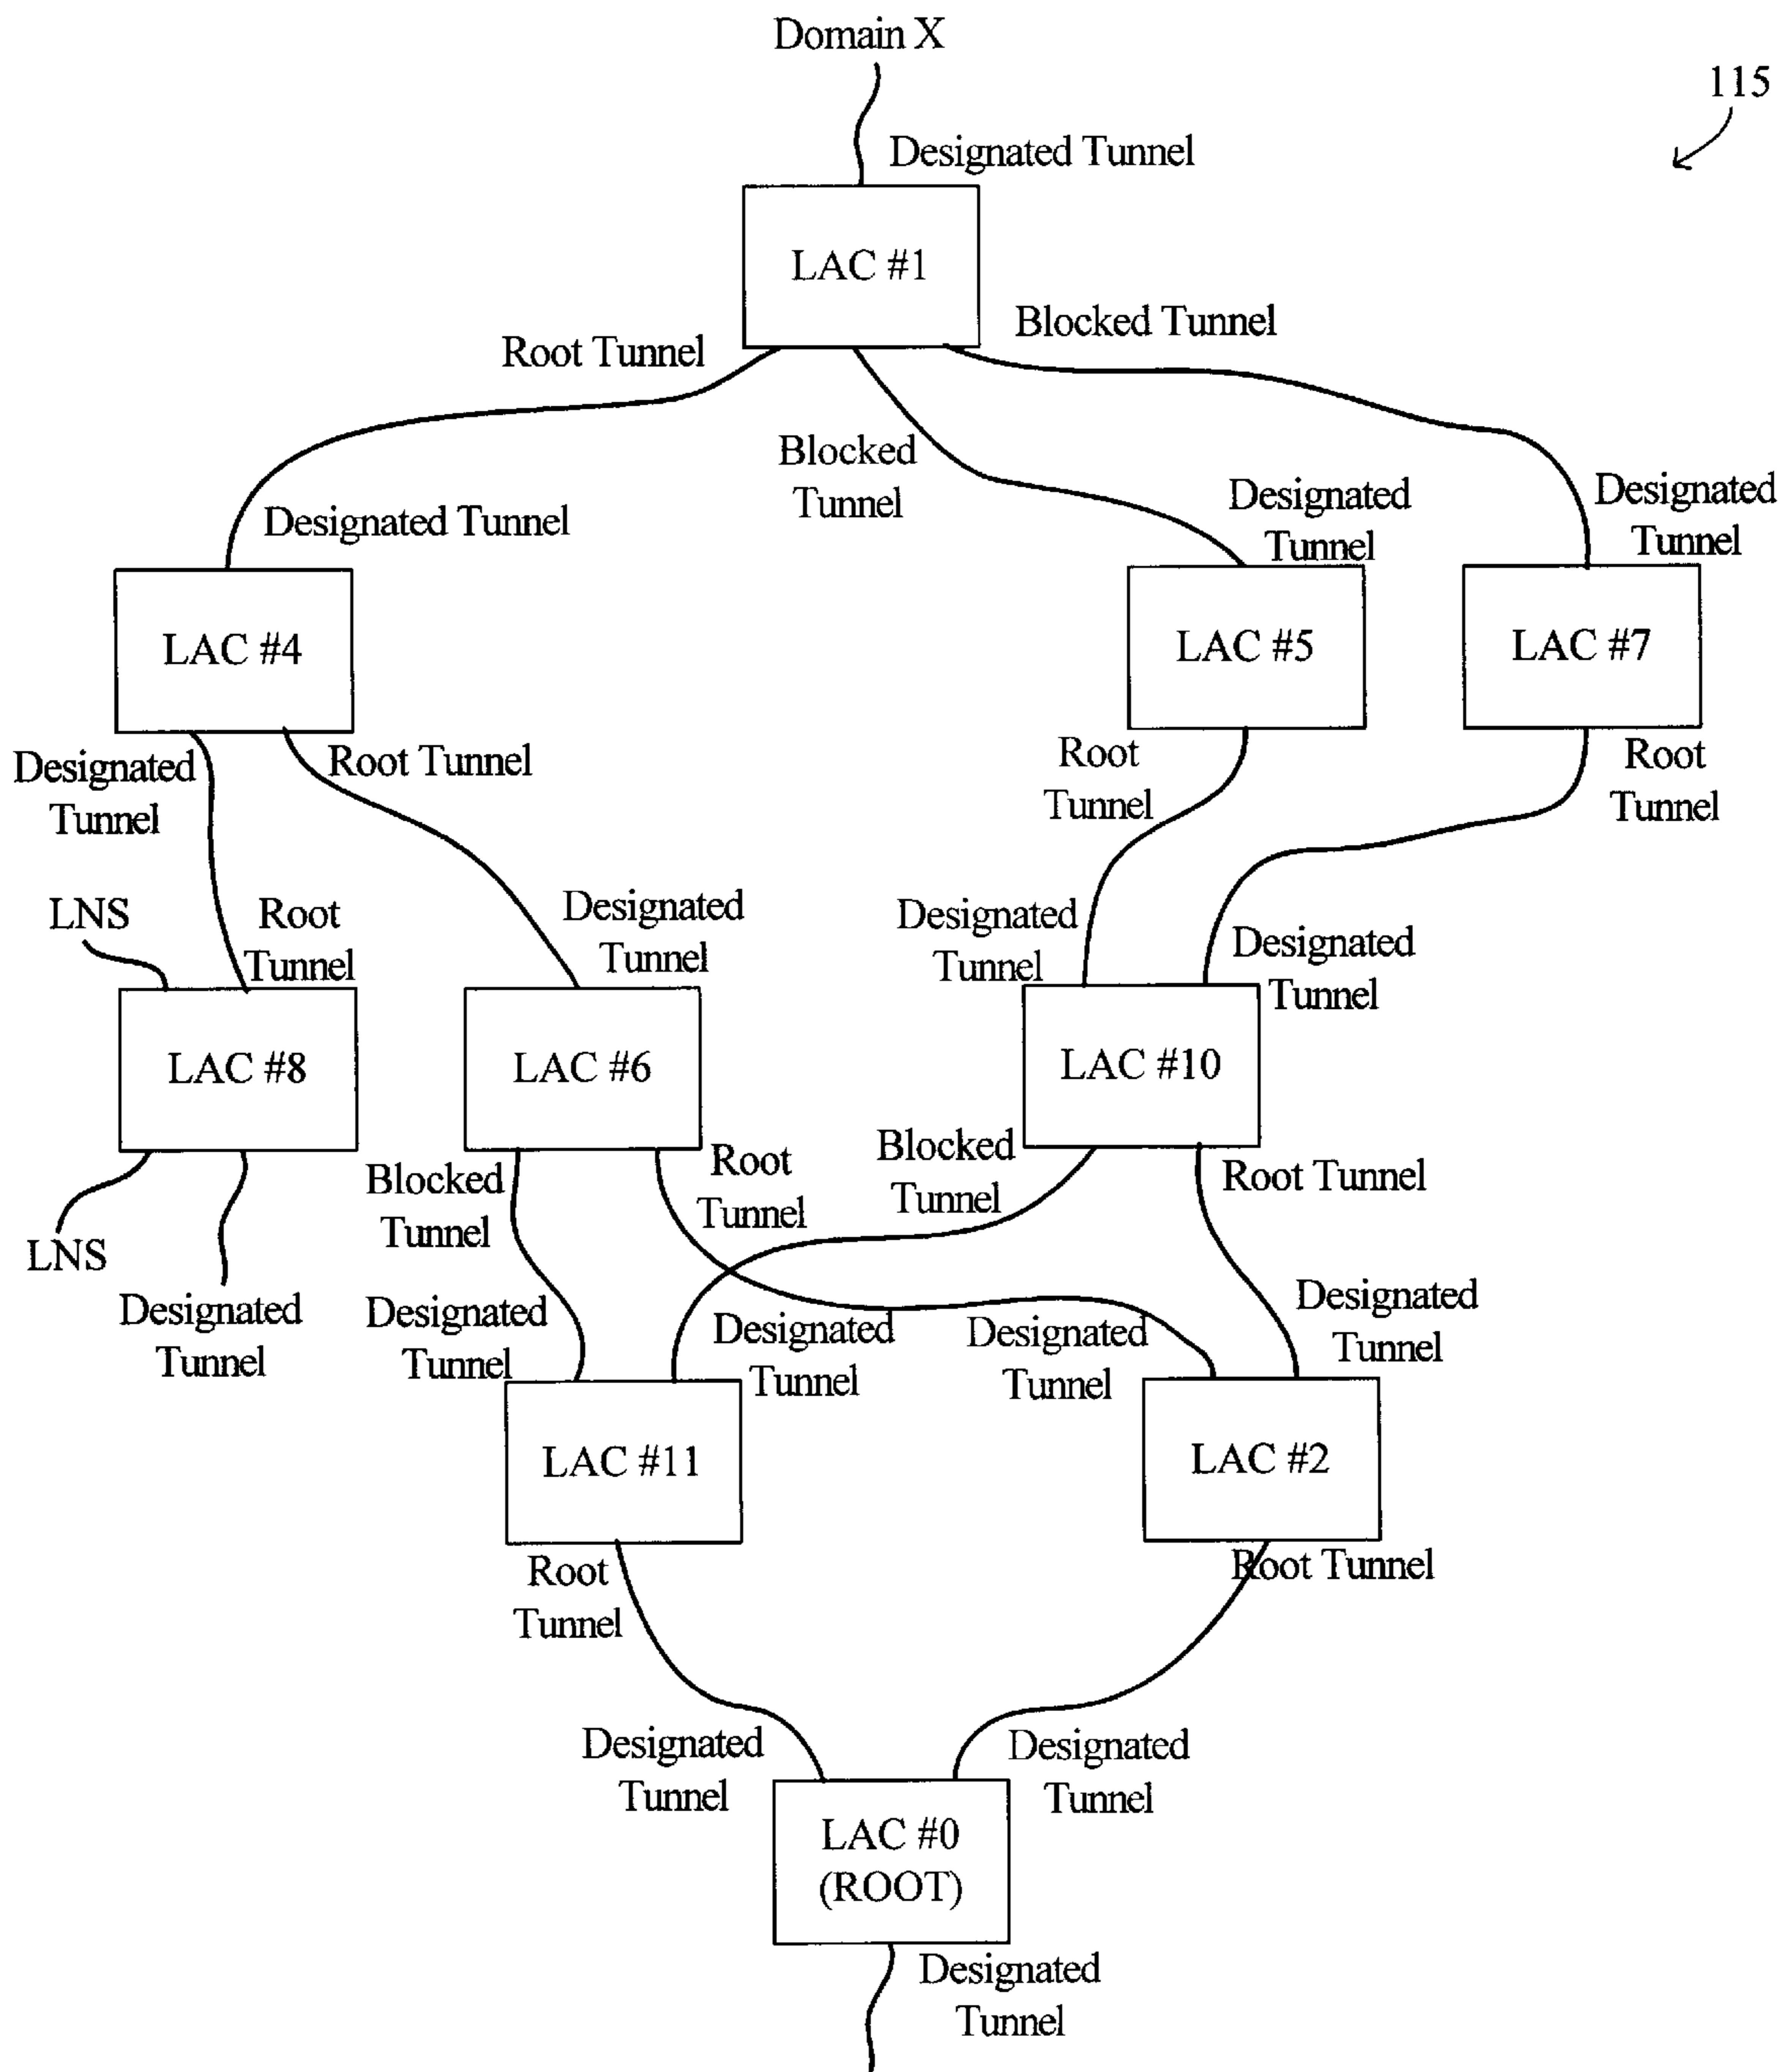 Domain X
115
Designated Tunnel
LAC #1
Root Tunnel
Blocked Tunnel
Blocked
Tunnel
Designated Tunnel
Designated
Tunnel
Designated
Tunnel
LAC #4
LAC #5
LAC #7
Designated
Tunnel
Root Tunnel
Root
Tunnel
Root
Tunnel
LNS
Root
Tunnel
Designated
Tunnel
Designated
Tunnel
Designated
Tunnel
LAC #8
LAC #6
LAC #10
LNS
Designated
Tunnel
Blocked
Tunnel
Root
Tunnel
Blocked
Tunnel
Root Tunnel
Designated
Tunnel
Designated
Tunnel
Designated
Tunnel
Designated
Tunnel
LAC #11
LAC #2
Root
Tunnel
Root Tunnel
Designated
Tunnel
Designated
Tunnel
LAC #0
(ROOT)
Designated
Tunnel